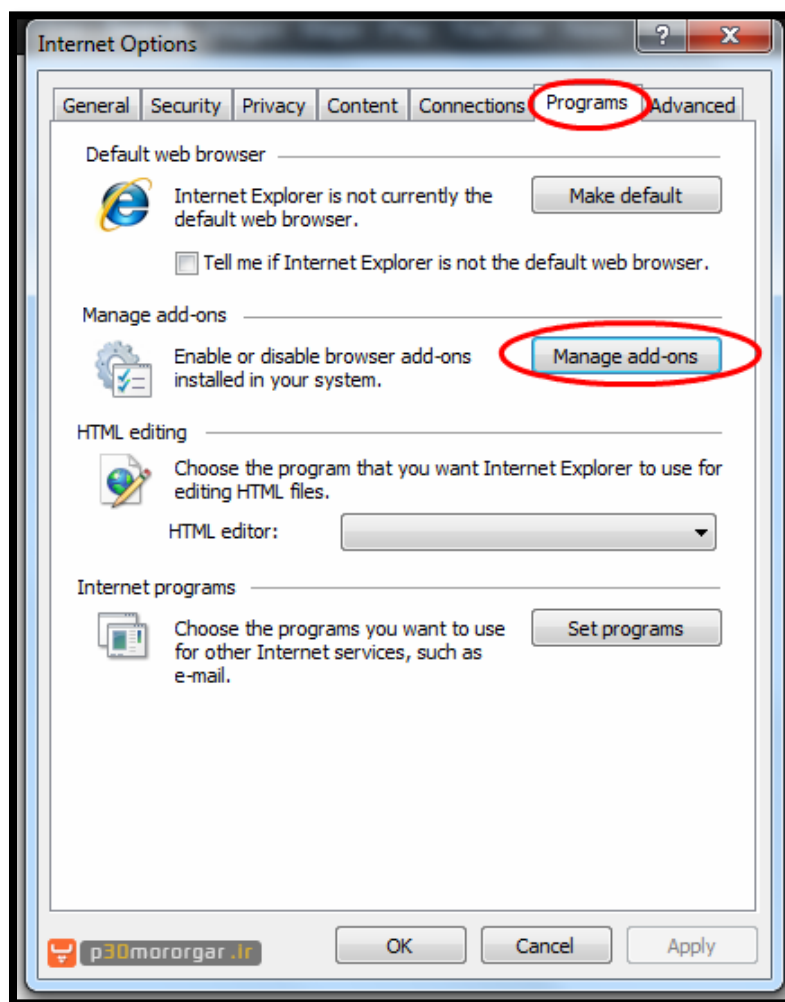 Internet Options
?
X
General Security Privacy Content Connections Programs Advanced
Default web browser
Internet Explorer is not currently the
default web browser.
Make default
Tell me if Internet Explorer is not the default web browser.
Manage add-ons
Enable or disable browser add-ons
installed in your system.
Manage add-ons
HTML editing
Choose the program that you want Internet Explorer to use for
editing HTML files.
HTML editor:
Internet programs
Choose the programs you want to use
for other Internet services, such as
e-mail.
Set programs
p30mororgar.ir
OK Cancel Apply